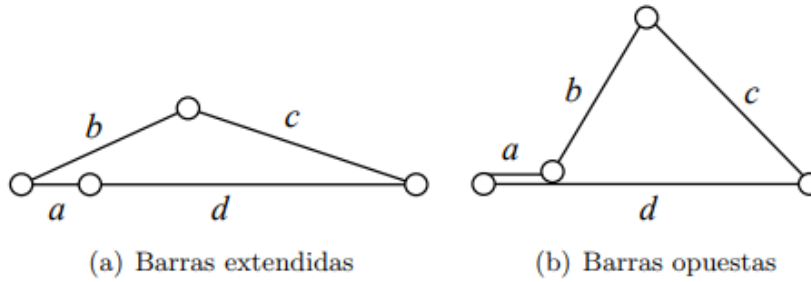 b
c
a
d
(a) Barras extendidas
b
c
a
d
(b) Barras opuestas